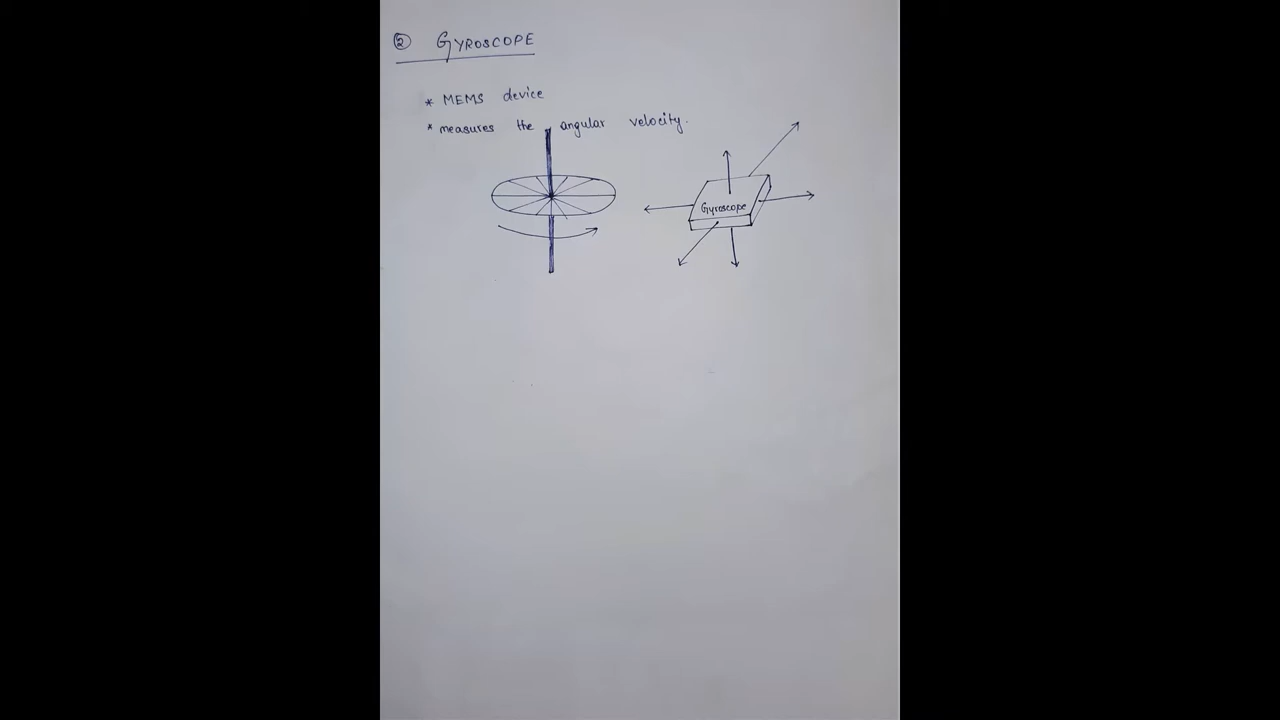 ② GYROSCOPE
* MEMS device
* measures the angular velocity.
Gyroscope